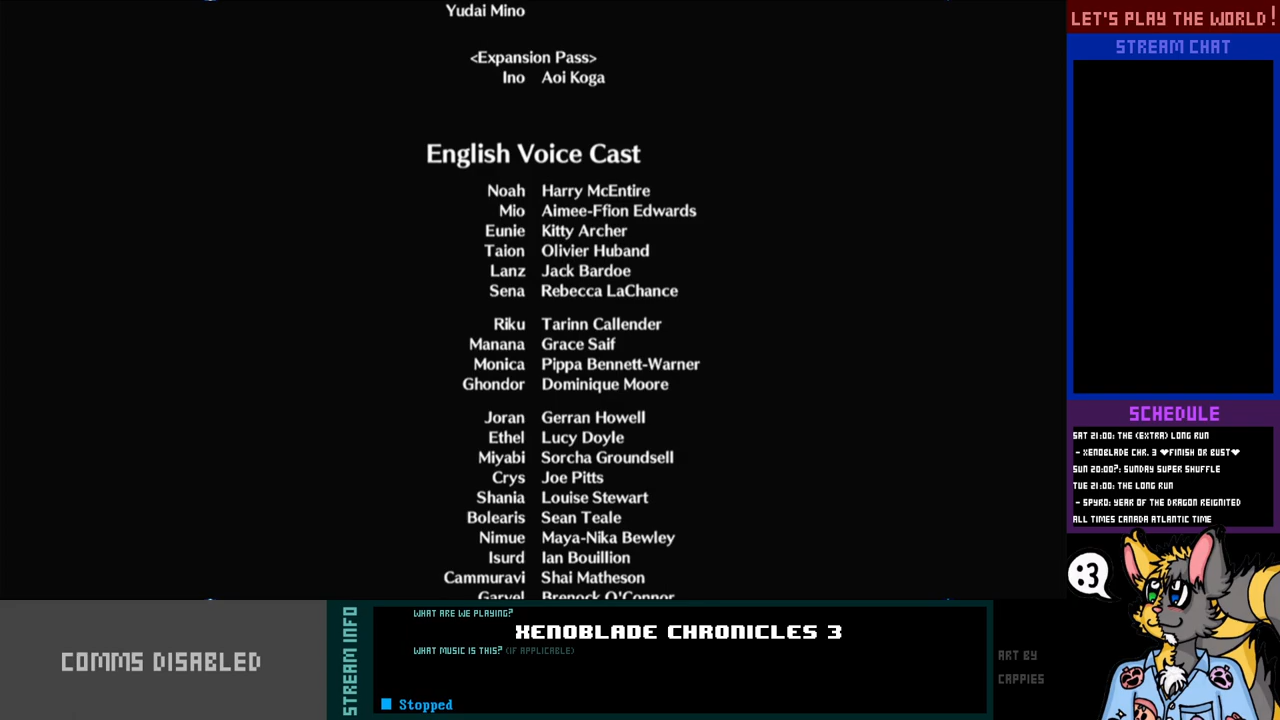 Yudai Mino
<Expansion Pass>
Ino Aoi Koga
English Voice Cast
Noah Harry McEntire
Mio Aimee-Ffion Edwards
Eunie Kitty Archer
Taion Olivier Huband
Lanz Jack Bardoe
Sena Rebecca LaChance
Riku Tarinn Callender
Manana Grace Saif
Monica Pippa Bennett-Warner
Ghondor Dominique Moore
Joran Gerran Howell
Ethel Lucy Doyle
Miyabi Sorcha Groundsell
Crys Joe Pitts
Shania Louise Stewart
Bolearis Sean Teale
Nimue Maya-Nika Bewley
Isurd Ian Bouillion
Cammuravi Shai Matheson
Garvel Brenock O'Connor
LET'S PLAY THE WORLD!
STREAM CHAT
SCHEDULE
SAT 21:00: THE (EXTRA) LONG RUN
- XENOBLADE CHR. 3 ♥FINISH OR BUST♥
SUN 20:00?: SUNDAY SUPER SHUFFLE
TUE 21:00: THE LONG RUN
- SPYRO: YEAR OF THE DRAGON REIGNITED
ALL TIMES CANADA ATLANTIC TIME
:3
COMMS DISABLED
STREAM INFO
WHAT ARE WE PLAYING?
XENOBLADE CHRONICLES 3
WHAT MUSIC IS THIS? (IF APPLICABLE)
Stopped
ART BY
CAPPIES